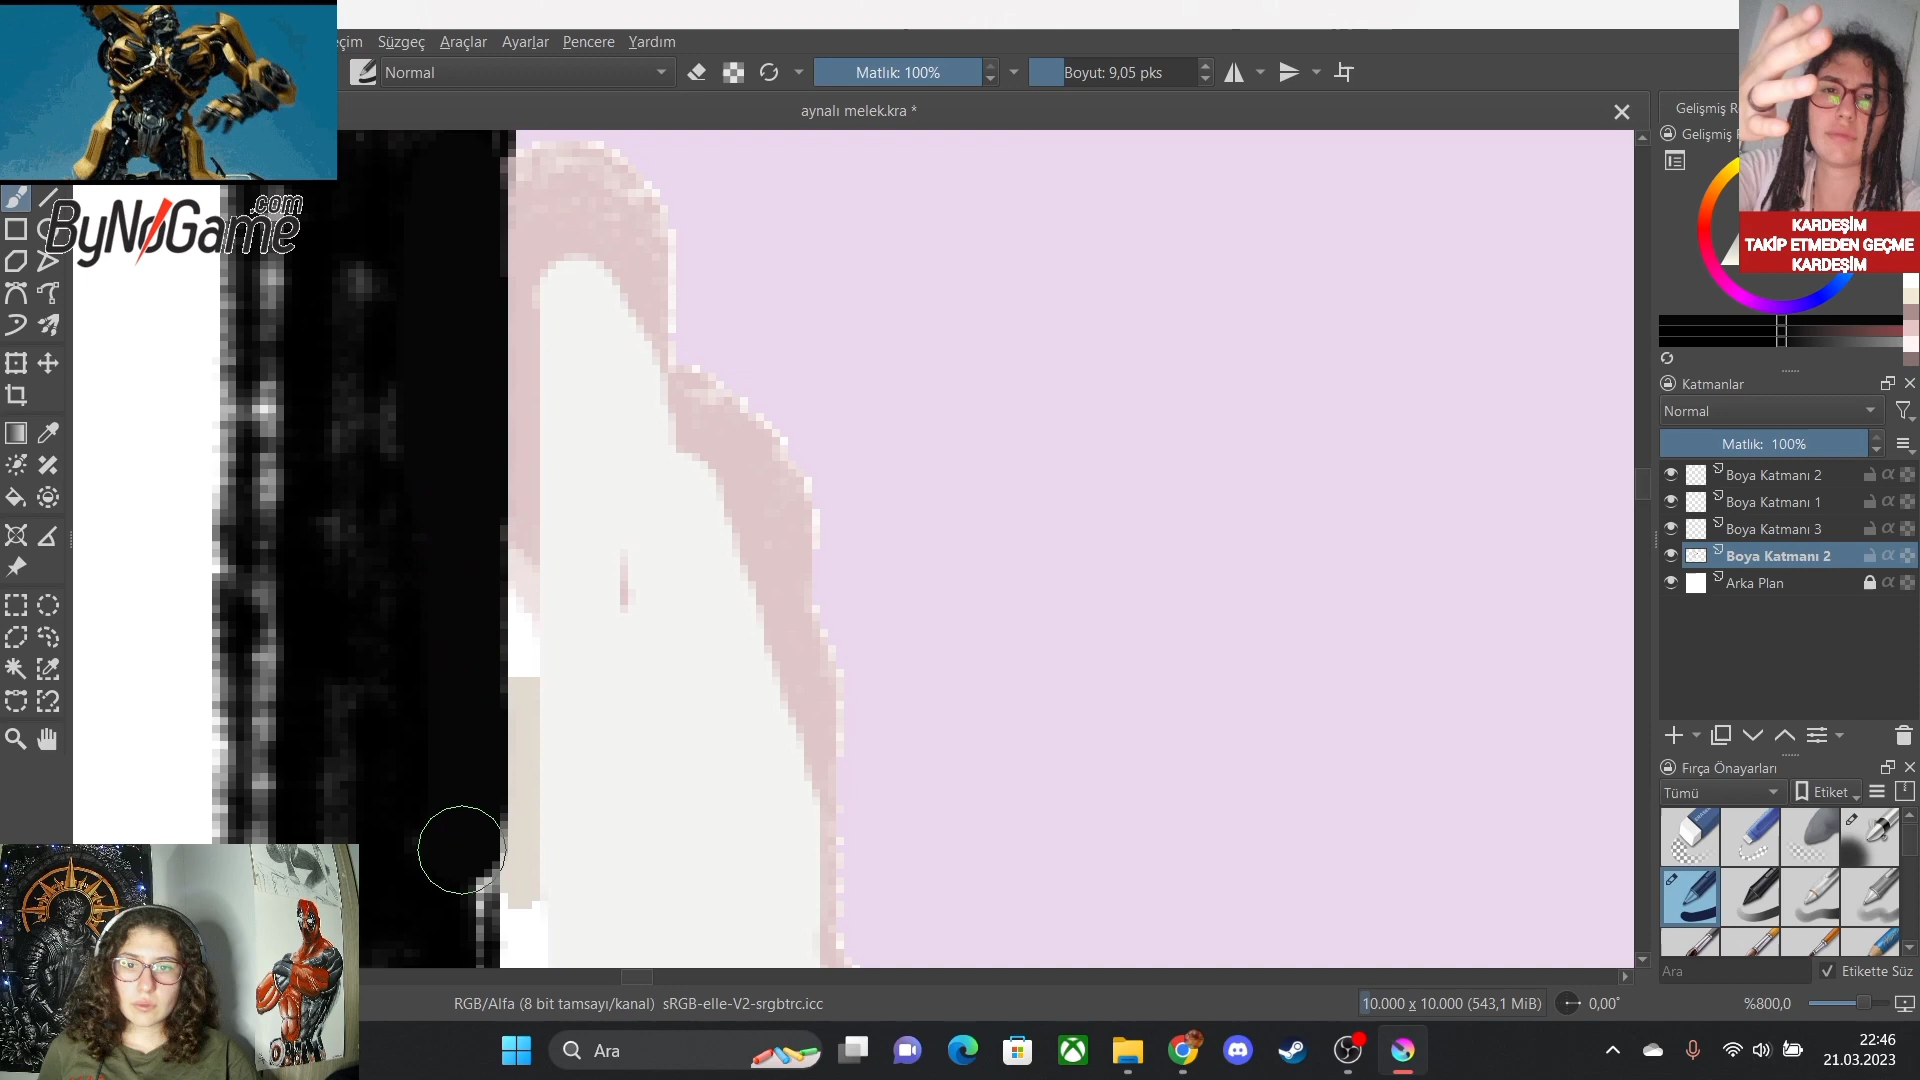 eçim Süzgeç Araçlar Ayarlar Pencere Yardım
Normal
Matlık: 100%
Boyut: 9,05 pks
aynalı melek.kra *
ByNoGame
.com
Gelişmiş R
Gelişmiş R
KARDEŞİM
TAKİP ETMEDEN GEÇME
KARDEŞİM
Katmanlar
Normal
Matlık: 100%
Boya Katmanı 2
Boya Katmanı 1
Boya Katmanı 3
Boya Katmanı 2
Arka Plan
Fırça Önayarları
Tümü
Etiket
Ara
Etikette Süz
RGB/Alfa (8 bit tamsayı/kanal) sRGB-elle-V2-srgbtrc.icc
10.000 x 10.000 (543,1 MiB)
0,00°
%800,0
Ara
22:46
21.03.2023